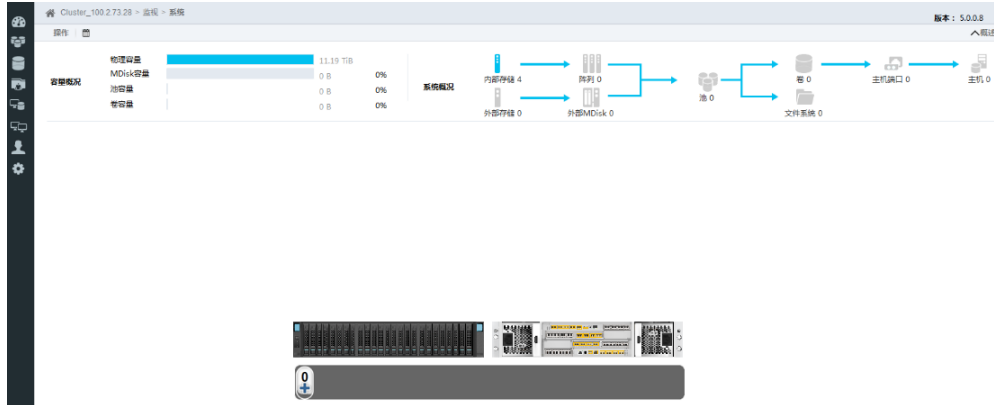 Cluster_100.2.73.28 > 监视 > 系统
版本： 5.0.0.8
操作
概述
容量概况
物理容量 11.19 TiB
MDisk容量 0 B 0%
池容量 0 B 0%
卷容量 0 B 0%
系统概况
内部存储 4
阵列 0
外部存储 0
外部MDisk 0
池 0
卷 0
文件系统 0
主机端口 0
主机 0
0